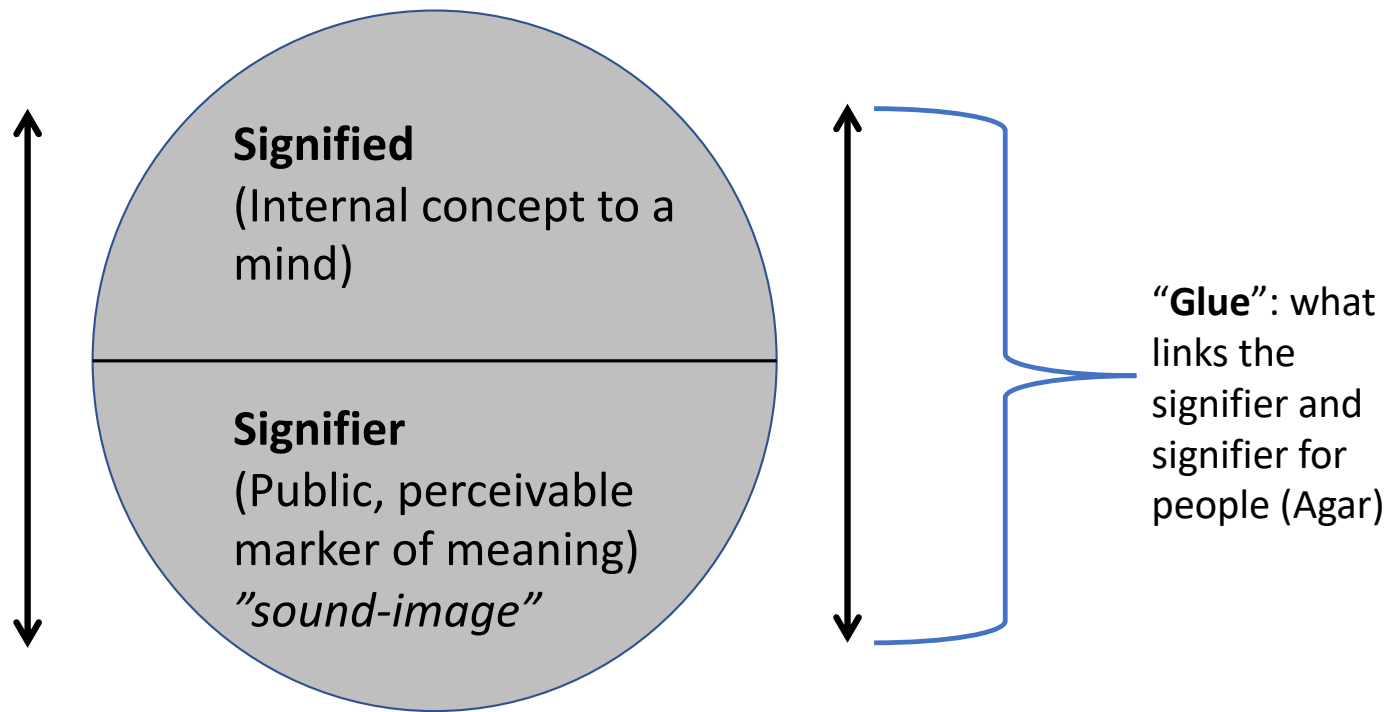 Signified
(Internal concept to a
mind)
Signifier
(Public, perceivable
marker of meaning)
”sound-image”
“Glue”: what
links the
signifier and
signifier for
people (Agar)